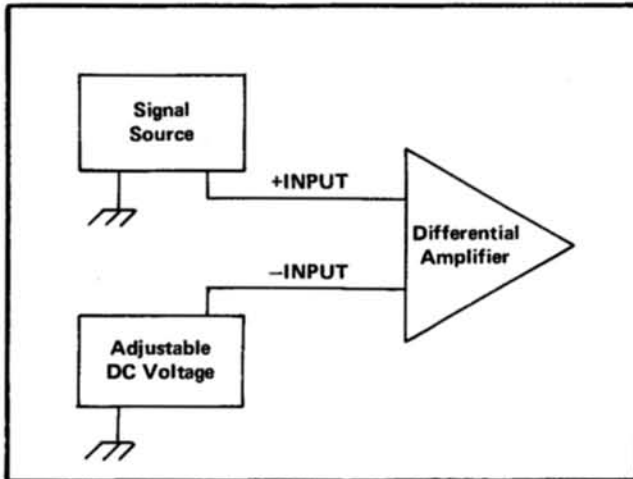 Signal
Source
+INPUT
Differential
Amplifier
−INPUT
Adjustable
DC Voltage